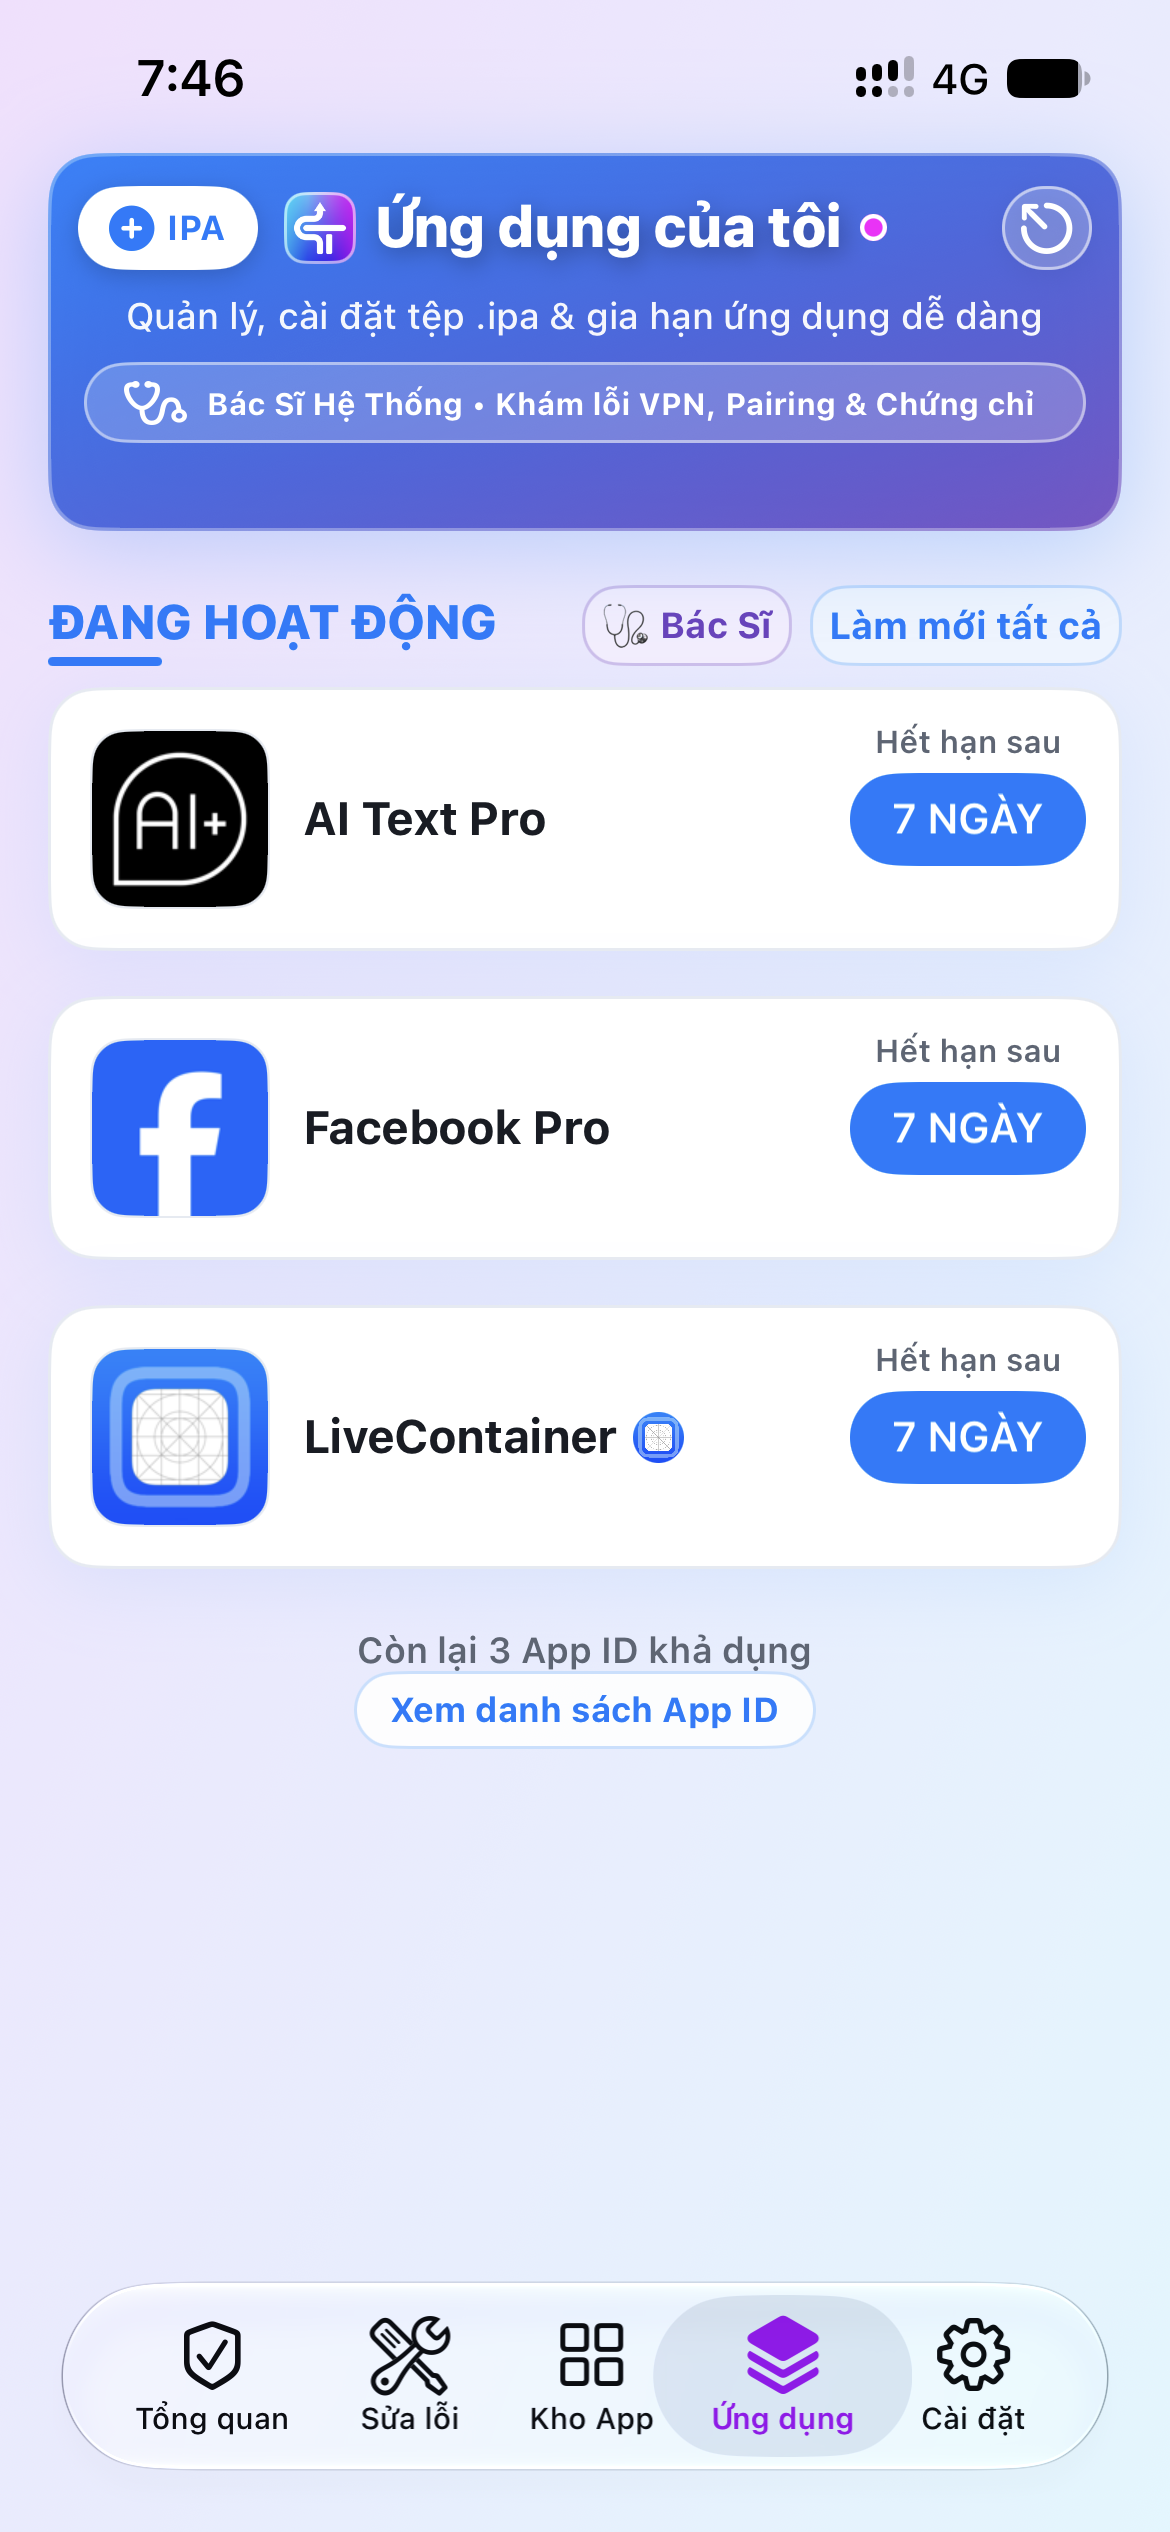 7:46
4G
IPA
Ứng dụng của tôi
Quản lý, cài đặt tệp .ipa & gia hạn ứng dụng dễ dàng
Bác Sĩ Hệ Thống • Khám lỗi VPN, Pairing & Chứng chỉ
ĐANG HOẠT ĐỘNG
Bác Sĩ
Làm mới tất cả
AI+
AI Text Pro
Hết hạn sau
7 NGÀY
Facebook Pro
Hết hạn sau
7 NGÀY
LiveContainer
Hết hạn sau
7 NGÀY
Còn lại 3 App ID khả dụng
Xem danh sách App ID
Tổng quan
Sửa lỗi
Kho App
Ứng dụng
Cài đặt